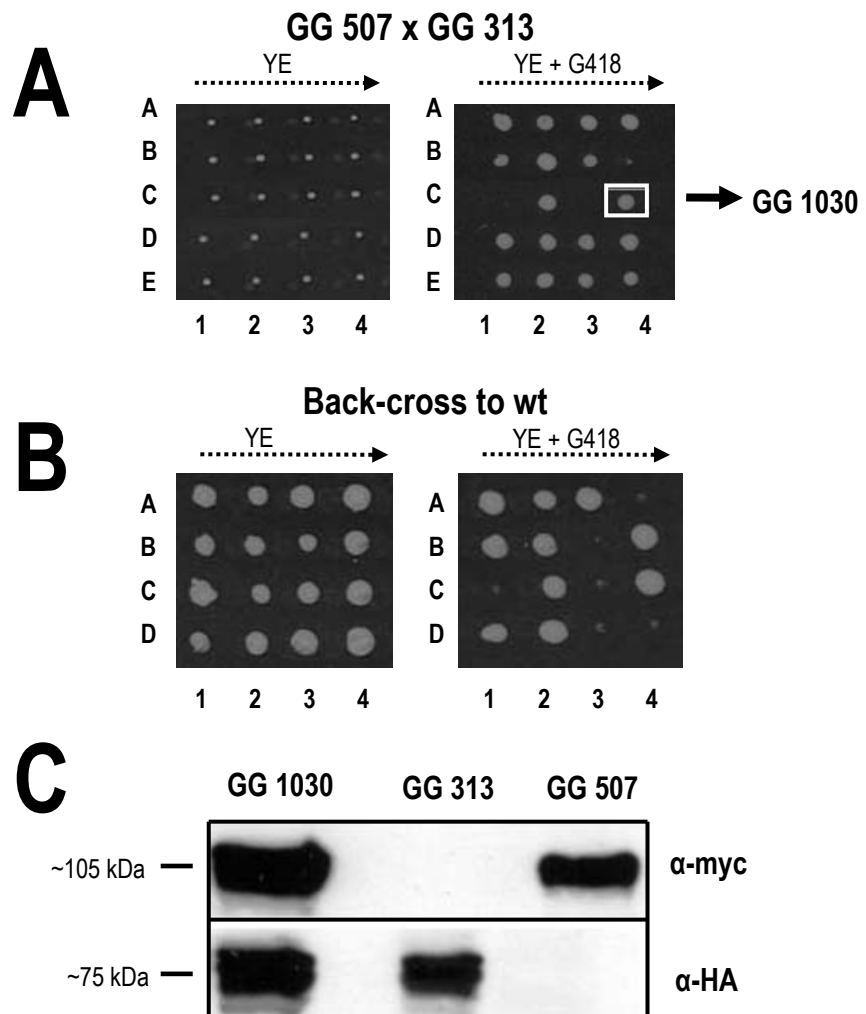 GG 507 x GG 313
A
YE
YE + G418
A
B
C
D
E
A
B
C
D
E
GG 1030
1 2 3 4
1 2 3 4
Back-cross to wt
B
YE
YE + G418
A
B
C
D
A
B
C
D
1 2 3 4
1 2 3 4
C
GG 1030 GG 313 GG 507
~105 kDa
α-myc
~75 kDa
α-HA